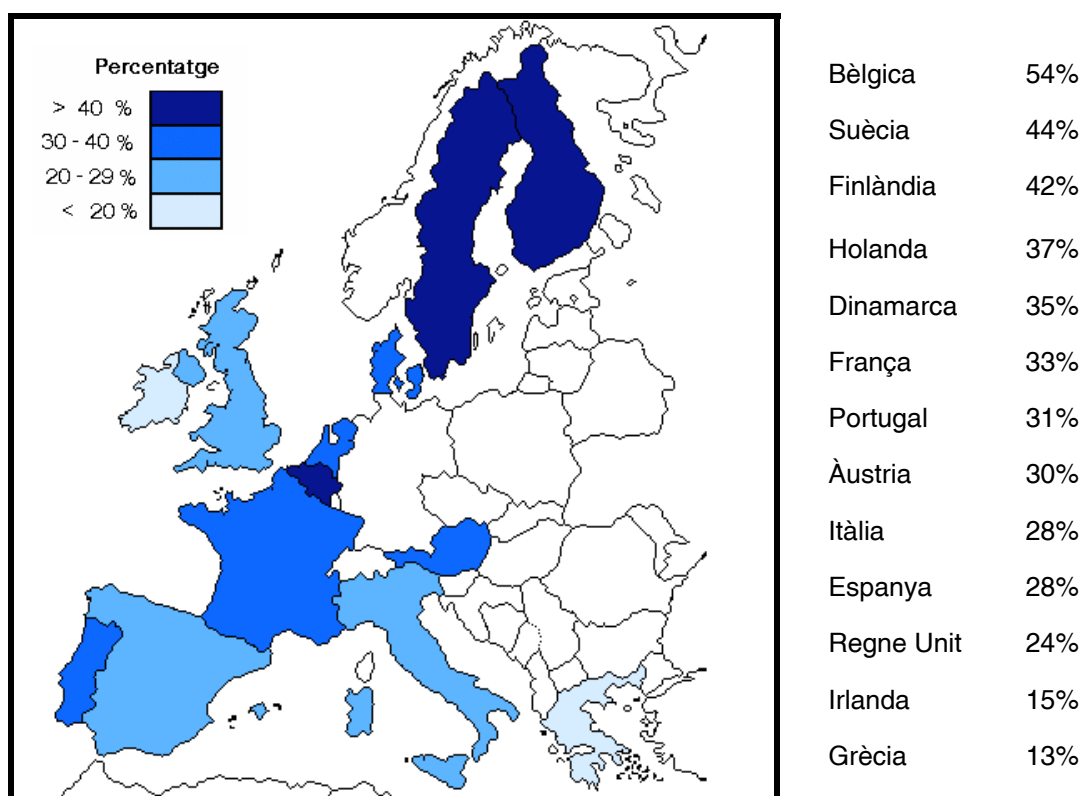 Percentatge
> 40 %
30 - 40 %
20 - 29 %
< 20 %
Bèlgica 54%
Suècia 44%
Finlàndia 42%
Holanda 37%
Dinamarca 35%
França 33%
Portugal 31%
Àustria 30%
Itàlia 28%
Espanya 28%
Regne Unit 24%
Irlanda 15%
Grècia 13%